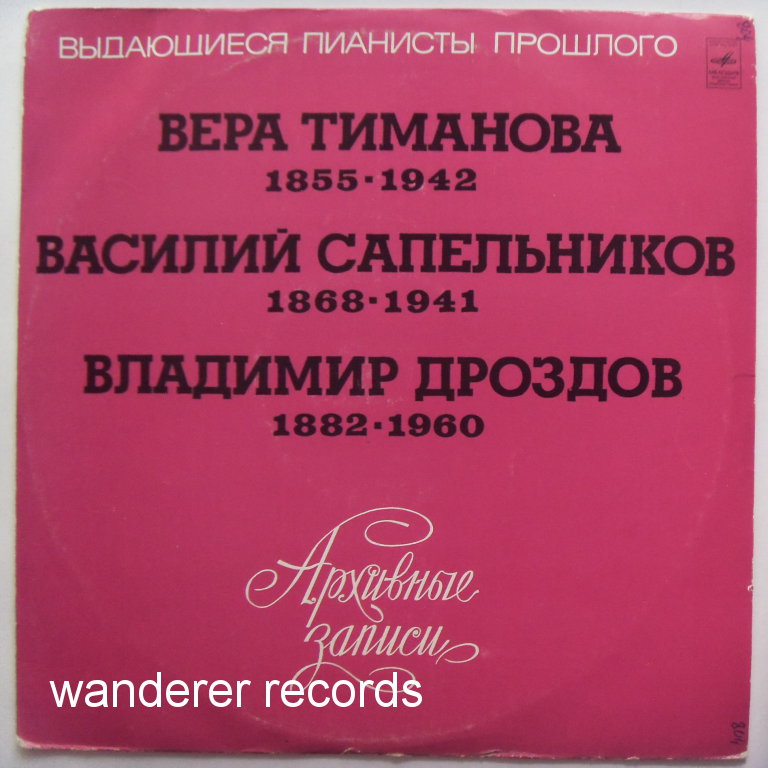 ВЫДАЮЩИЕСЯ ПИАНИСТЫ ПРОШЛОГО
ВЕРА ТИМАНОВА
1855·1942
ВАСИЛИЙ САПЕЛЬНИКОВ
1868·1941
ВЛАДИМИР ДРОЗДОВ
1882·1960
Архивные
записи
wanderer records